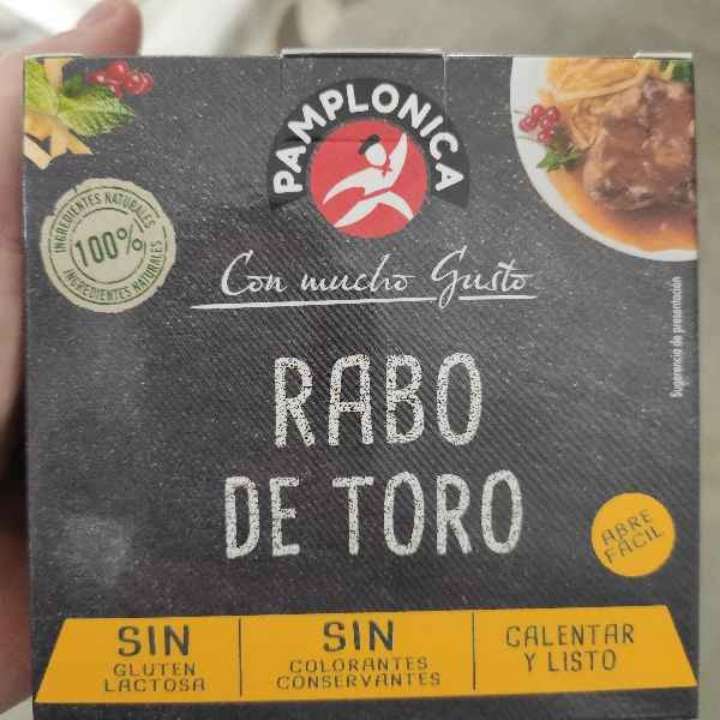 PAMPLONICA
INGREDIENTES NATURALES
100%
INGREDIENTES NATURALES
Con mucho Gusto
Sugerencia de presentación
RABO
DE TORO
ABRE
FÁCIL
SIN
GLUTEN
LACTOSA
SIN
COLORANTES
CONSERVANTES
CALENTAR
Y LISTO